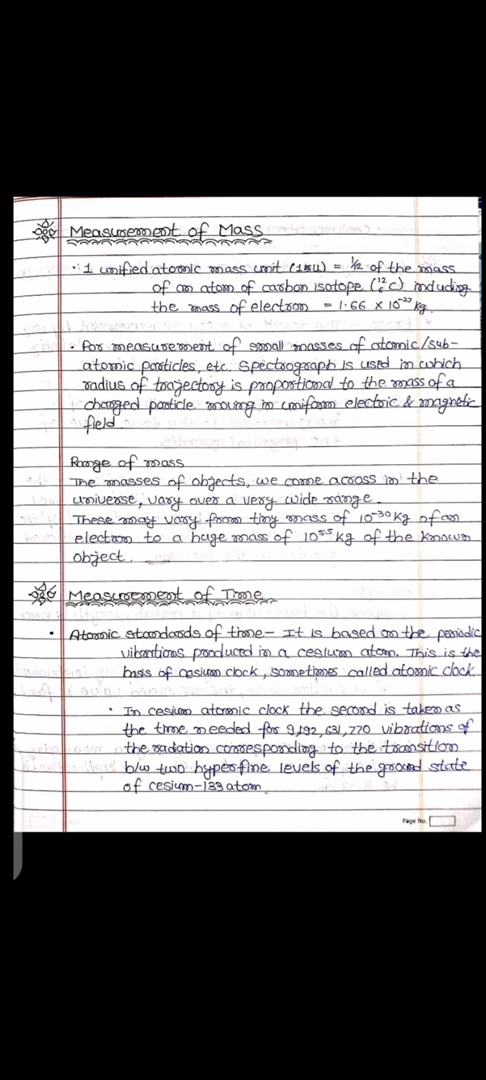 Measurement of Mass
• 1 unified atomic mass unit (1amu) = 1/12 of the mass
of an atom of carbon isotope (¹²₆C) including
the mass of electron = 1.66 × 10⁻²⁷ kg.
• For measurement of small masses of atomic/sub-
atomic particles, etc. Spectrograph is used in which
radius of trajectory is proportional to the mass of a
charged particle moving in uniform electric & magnetic
field.
Range of mass
The masses of objects, we come across in the
universe, vary over a very wide range.
These may vary from tiny mass of 10⁻³⁰ kg of an
electron to a huge mass of 10⁵⁵ kg of the known
object.
Measurement of Time
• Atomic standards of time - It is based on the periodic
vibrations produced in a cesium atom. This is the
basis of cesium clock, sometimes called atomic clock.
• In cesium atomic clock the second is taken as
the time needed for 9,192,631,770 vibrations of
the radiation corresponding to the transition
b/w two hyperfine levels of the ground state
of cesium-133 atom.
Page No.